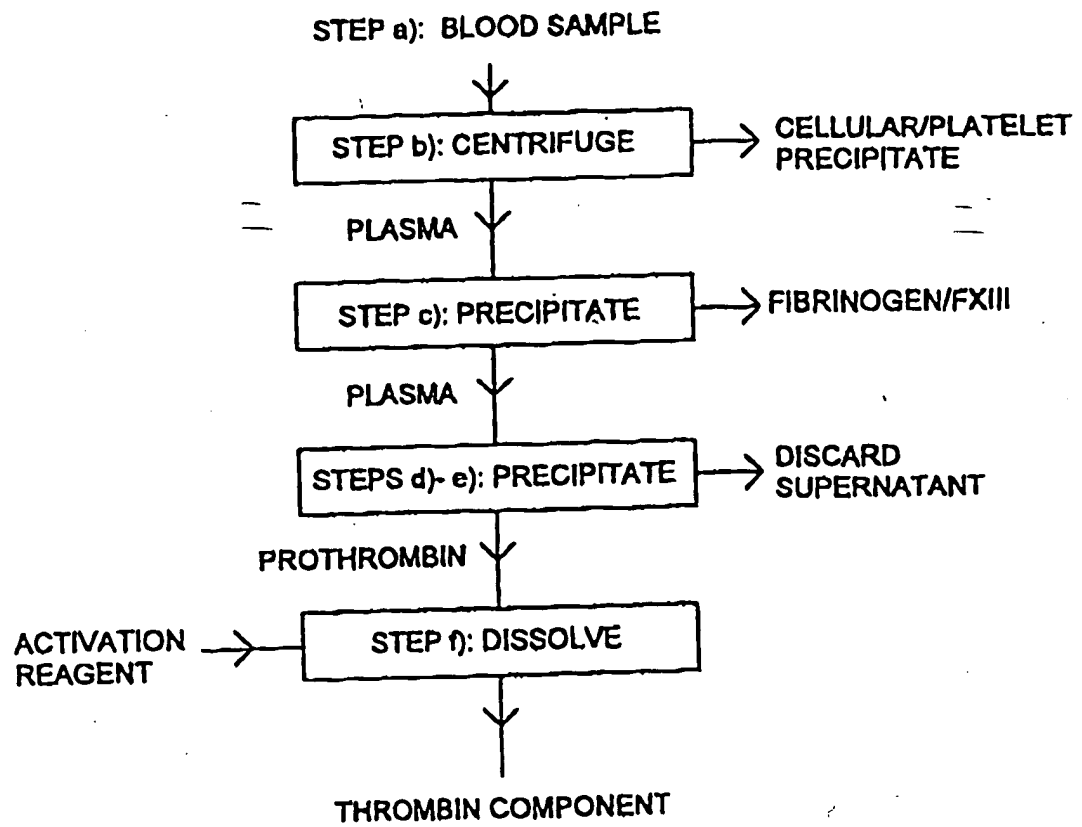 STEP a): BLOOD SAMPLE
STEP b): CENTRIFUGE
CELLULAR/PLATELET
PRECIPITATE
PLASMA
STEP c): PRECIPITATE
FIBRINOGEN/FXIII
PLASMA
STEPS d)- e): PRECIPITATE
DISCARD
SUPERNATANT
PROTHROMBIN
ACTIVATION
REAGENT
STEP f): DISSOLVE
THROMBIN COMPONENT